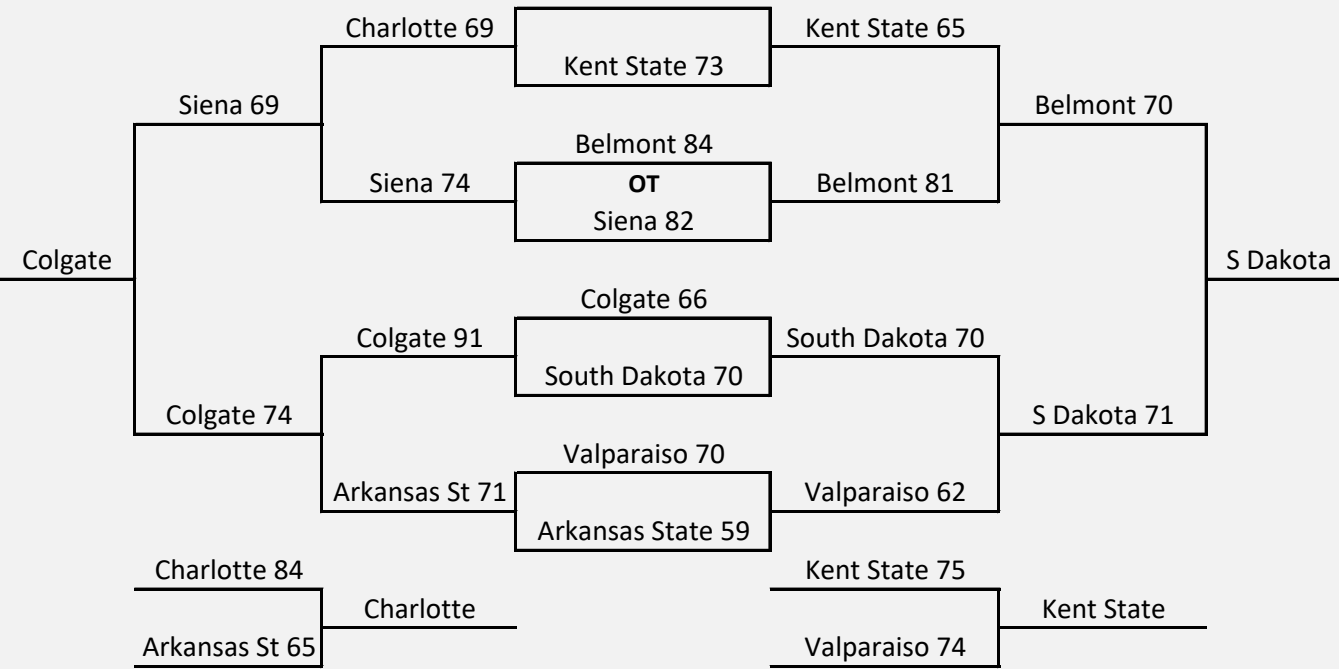 Charlotte 69
Kent State 65
Kent State 73
Siena 69
Belmont 70
Belmont 84
Siena 74
OT
Belmont 81
Siena 82
Colgate
S Dakota
Colgate 66
Colgate 91
South Dakota 70
South Dakota 70
Colgate 74
S Dakota 71
Valparaiso 70
Arkansas St 71
Valparaiso 62
Arkansas State 59
Charlotte 84
Kent State 75
Charlotte
Kent State
Arkansas St 65
Valparaiso 74